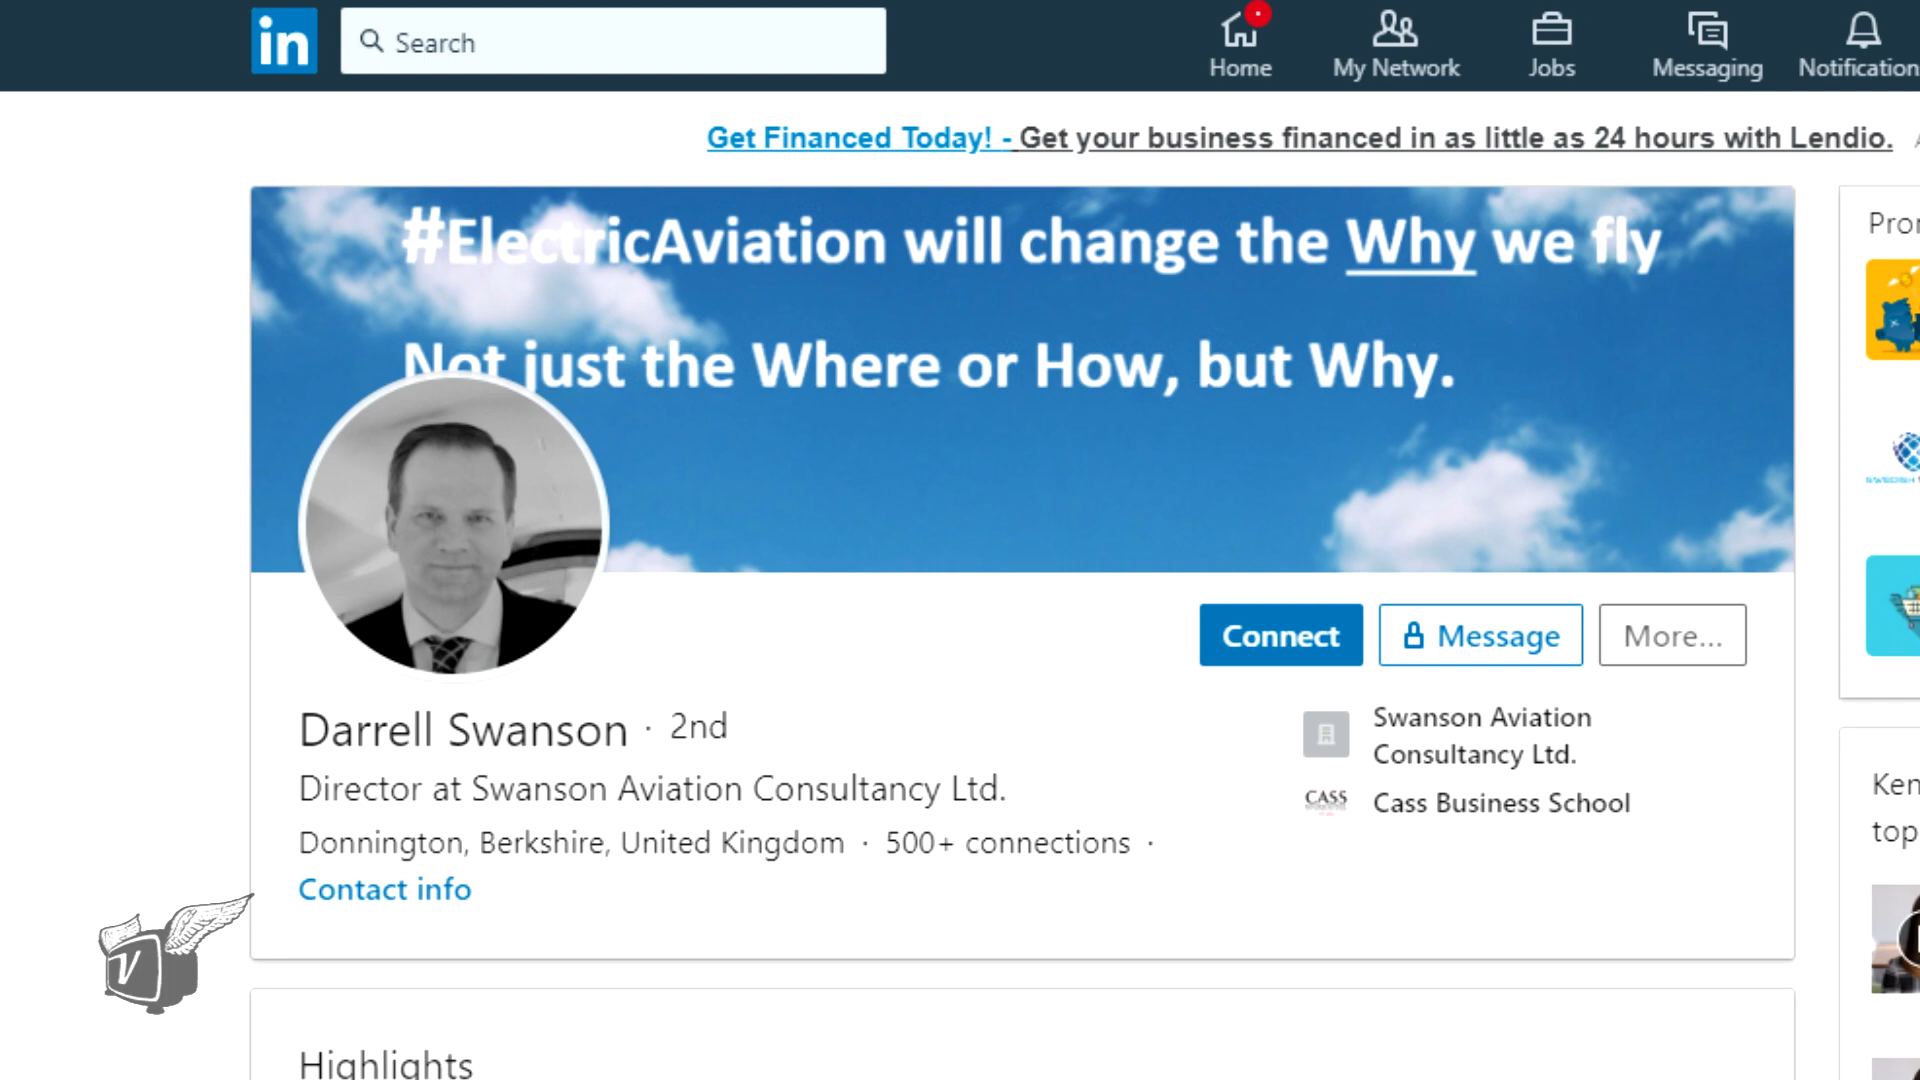 in
Search
Home
My Network
Jobs
Messaging
Notification
Get Financed Today! - Get your business financed in as little as 24 hours with Lendio.
#ElectricAviation will change the Why we fly
Not just the Where or How, but Why.
Connect
Message
More...
Darrell Swanson · 2nd
Director at Swanson Aviation Consultancy Ltd.
Donnington, Berkshire, United Kingdom · 500+ connections ·
Contact info
Swanson Aviation
Consultancy Ltd.
CASS
Cass Business School
V
Highlights
Ken
top